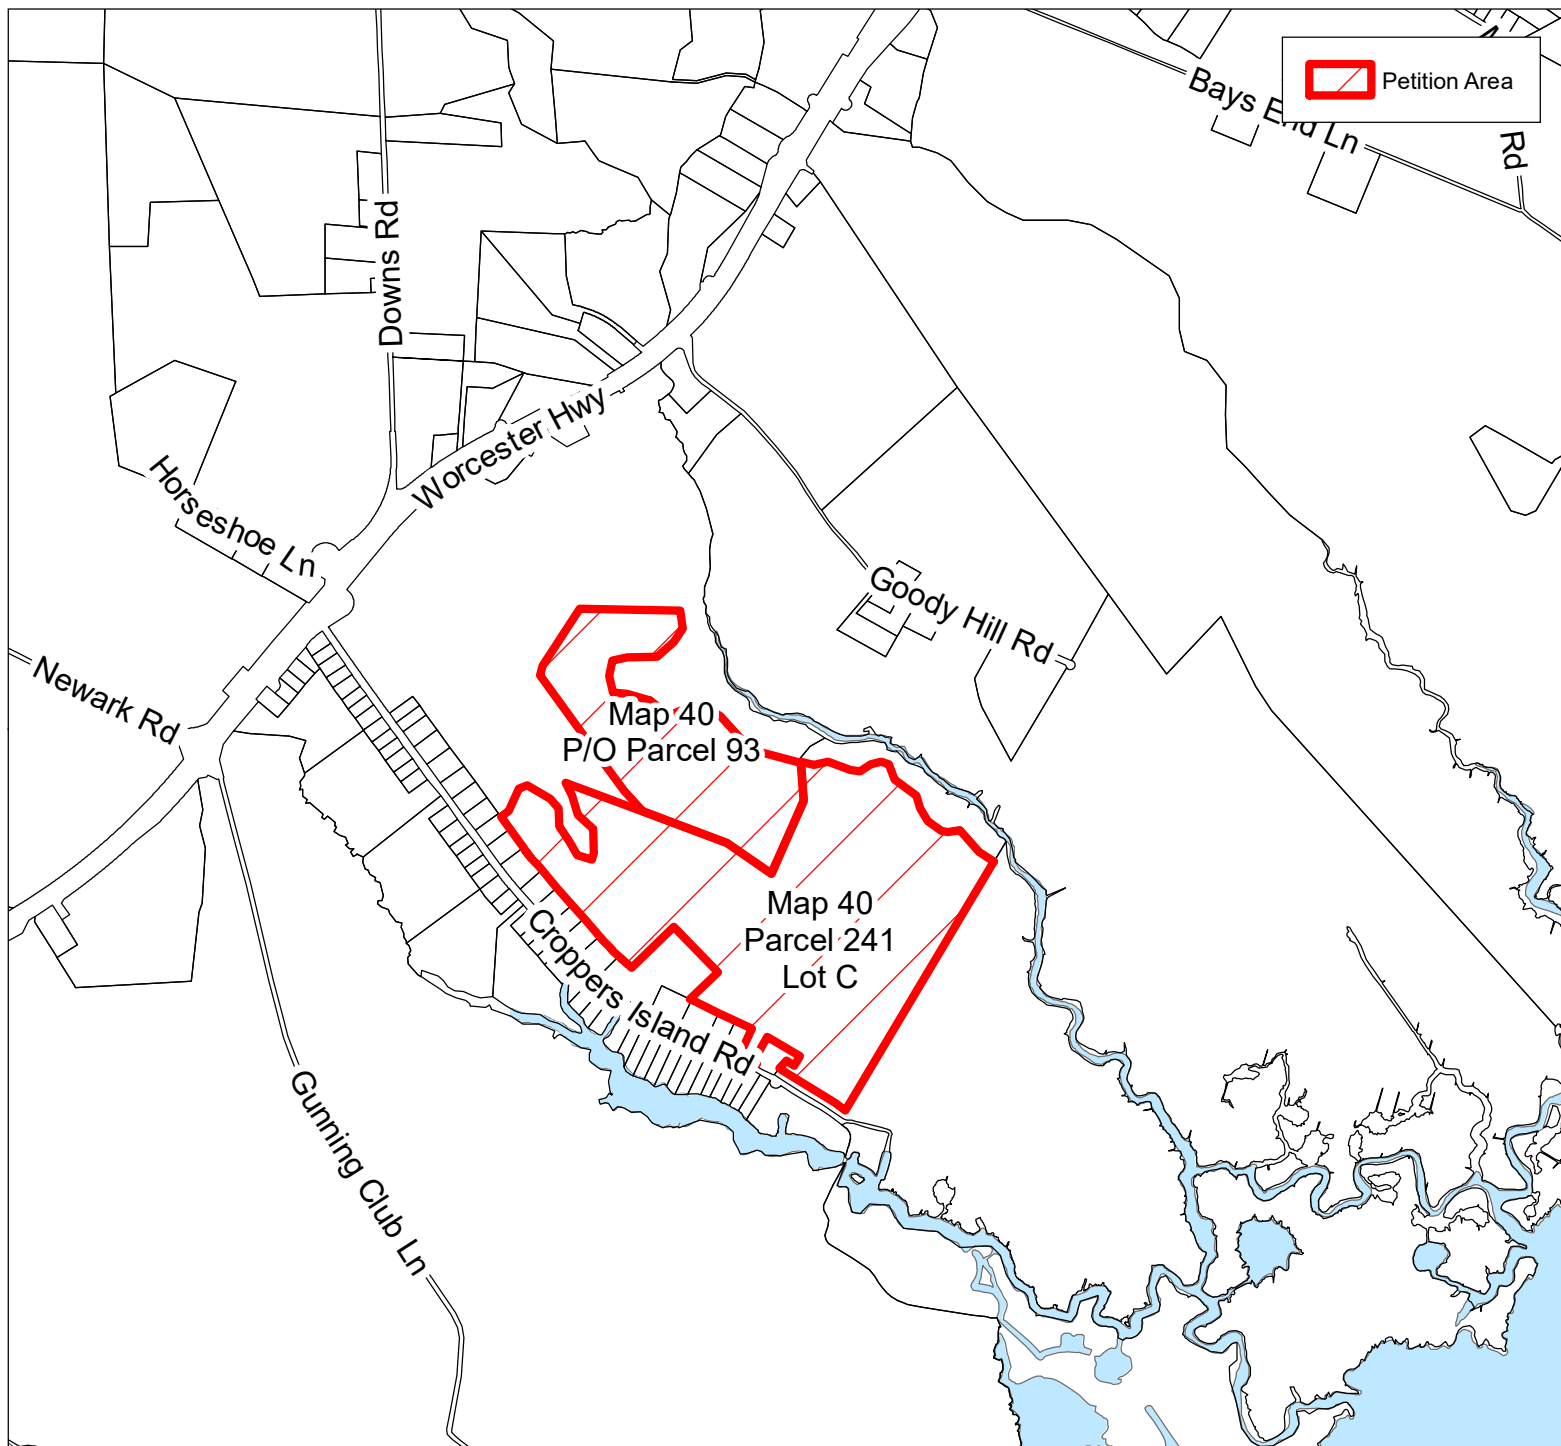 Petition Area
Bays End Ln
Rd
Downs Rd
Worcester Hwy
Horseshoe Ln
Goody Hill Rd
Newark Rd
Map 40
P/O Parcel 93
Map 40
Parcel 241
Lot C
Croppers Island Rd
Gunning Club Ln